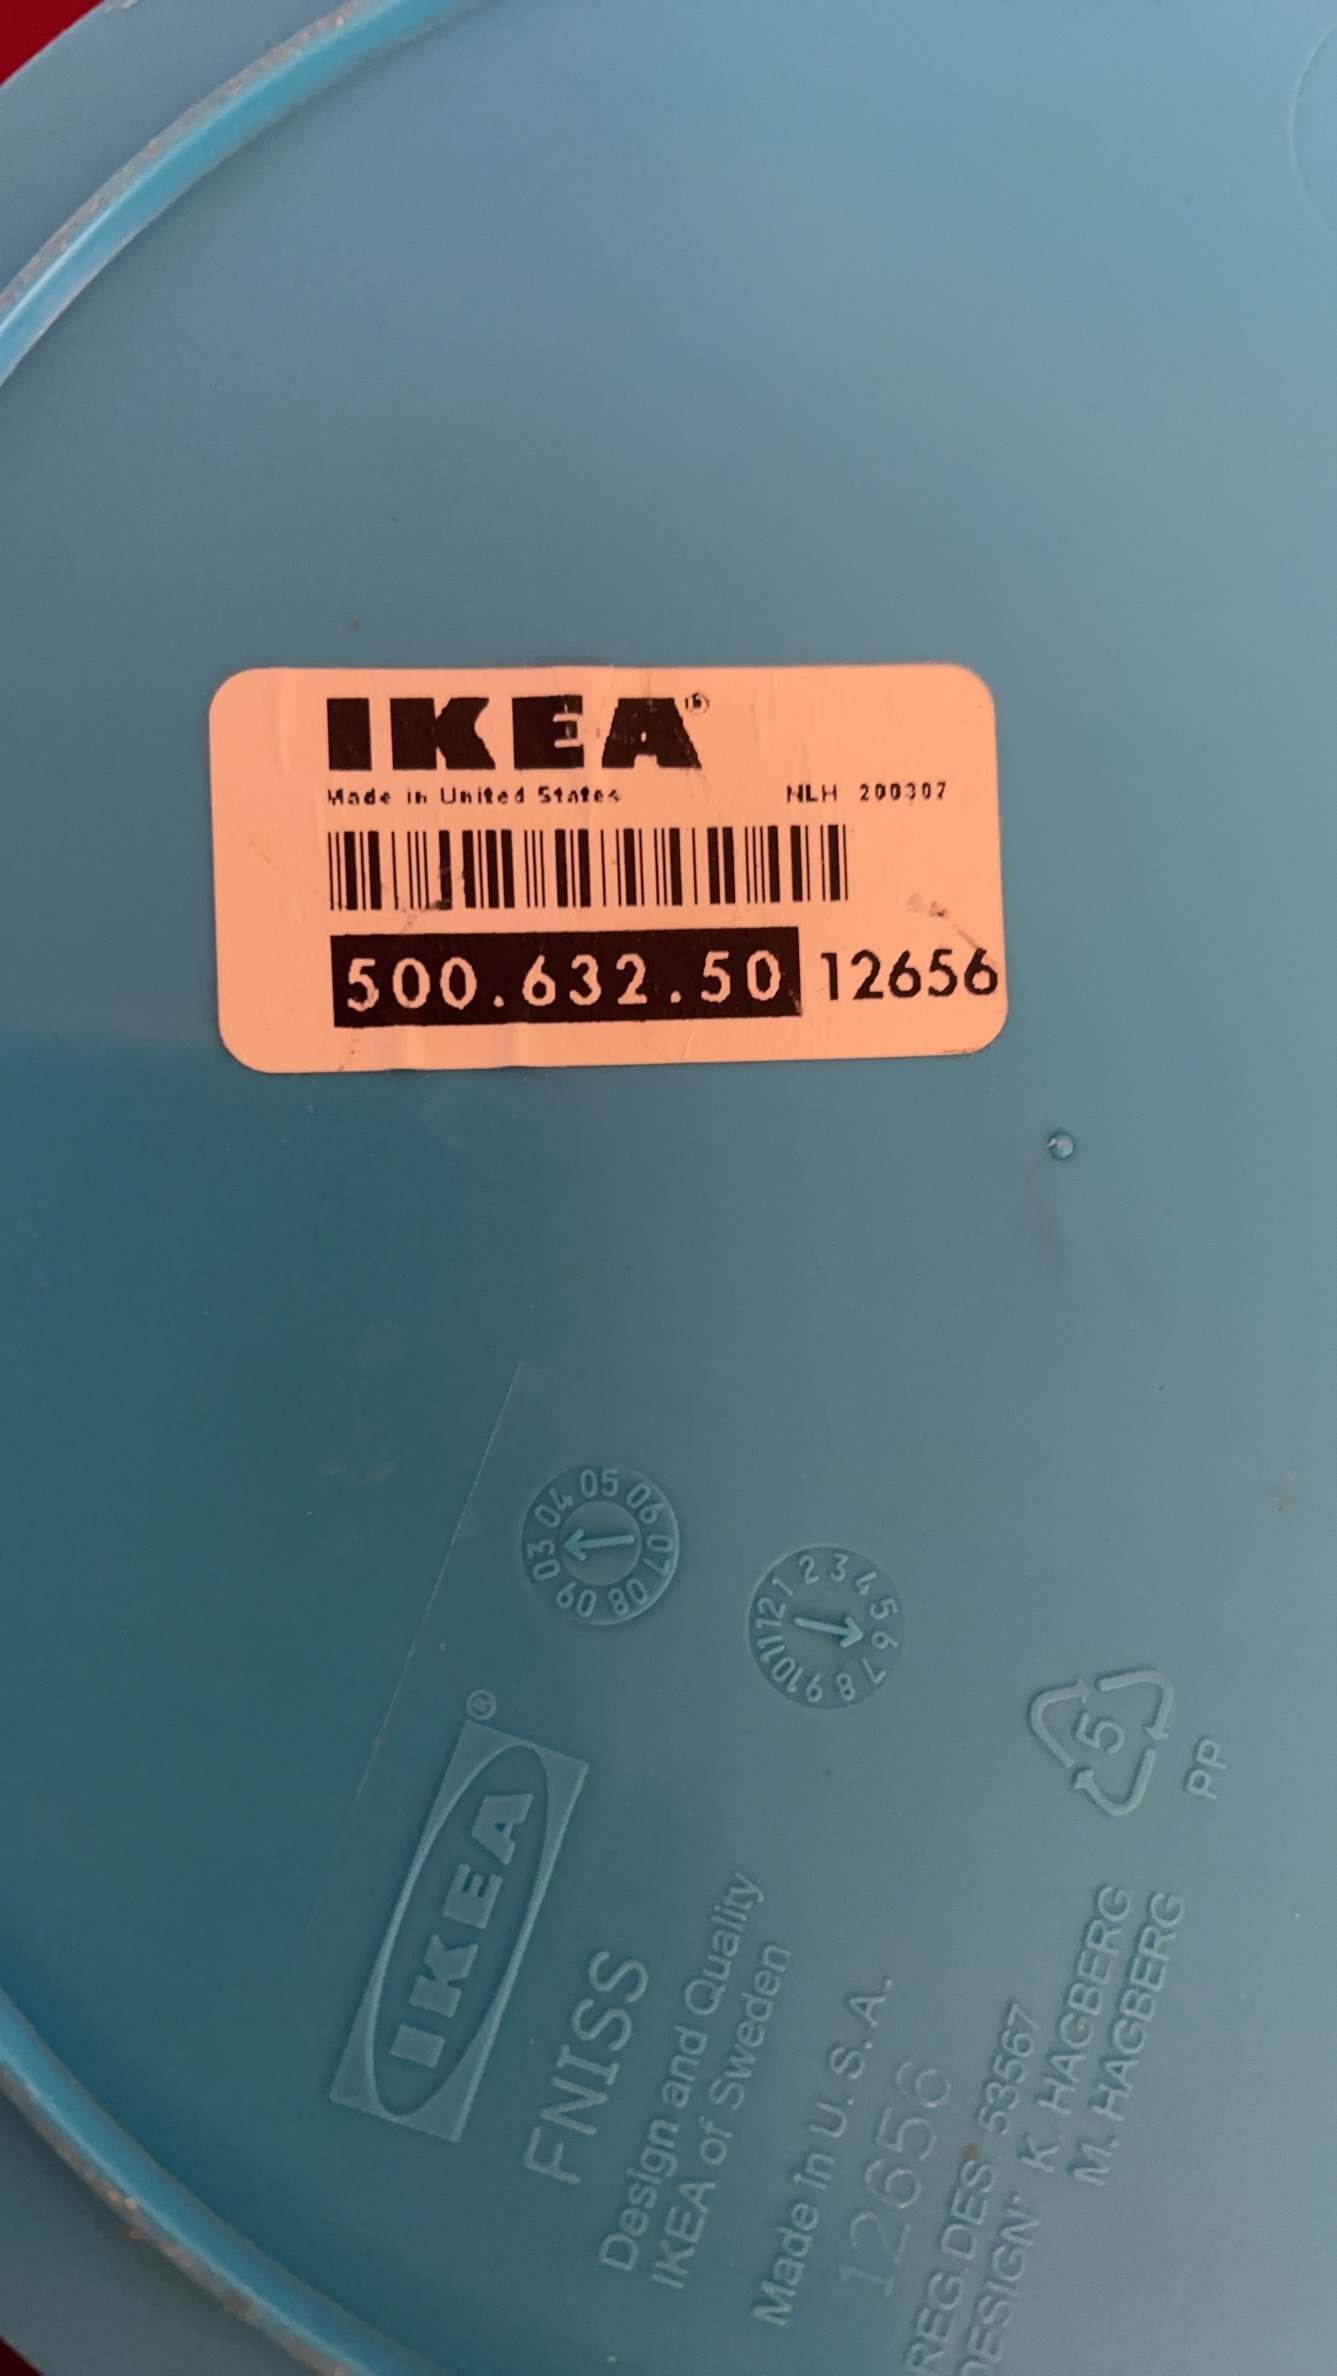 IKEA®
Made in United States NLH 200307
500.632.50 12656
03 04 05 06 07 08 09
1 2 3 4 5 6 7 8 9 10 11 12
IKEA®
FNISS
Design and Quality
IKEA of Sweden
Made in U.S.A.
12656
REG.DES 53567
DESIGN: K. HAGBERG
M. HAGBERG
5
PP